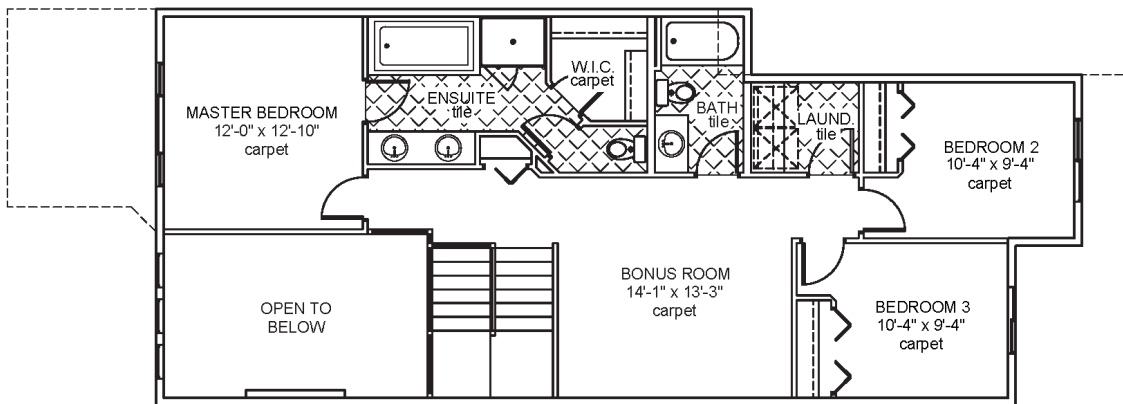 MASTER BEDROOM
12'-0" x 12'-10"
carpet
ENSUITE
tile
W.I.C.
carpet
BATH
tile
LAUND.
tile
BEDROOM 2
10'-4" x 9'-4"
carpet
OPEN TO
BELOW
BONUS ROOM
14'-1" x 13'-3"
carpet
BEDROOM 3
10'-4" x 9'-4"
carpet